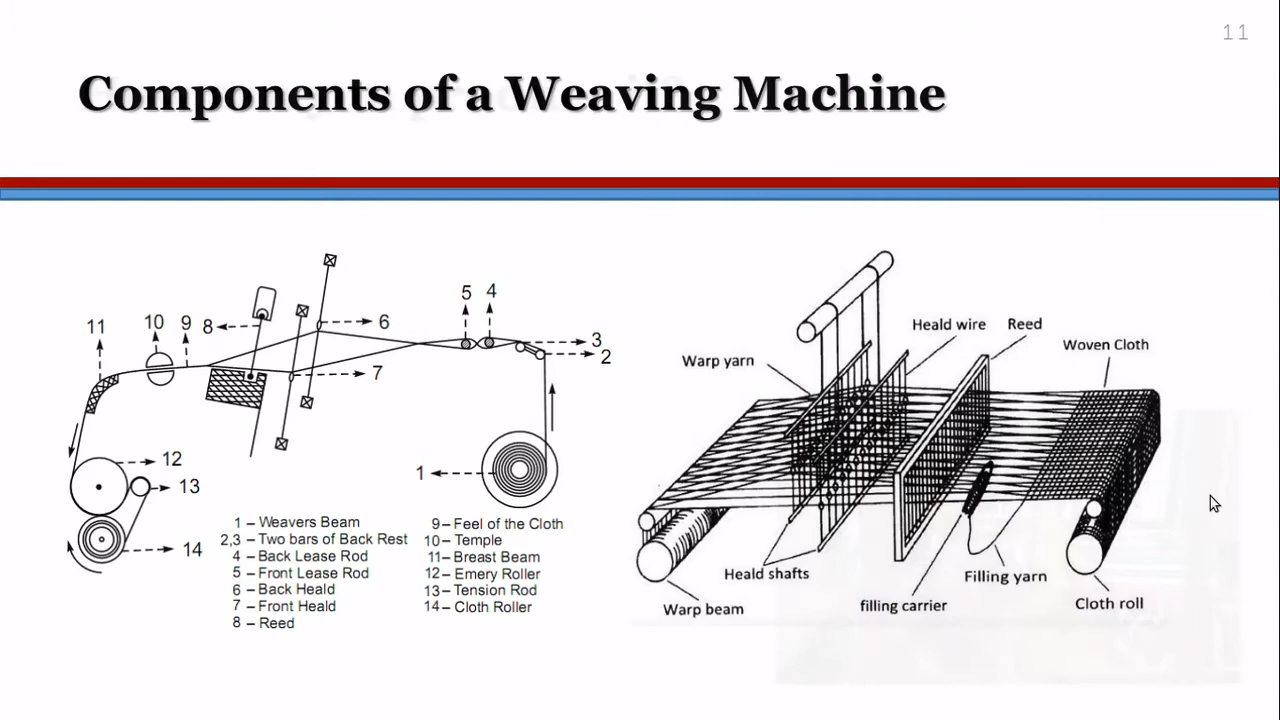 11
Components of a Weaving Machine
11
10
9
8
6
7
5
4
3
2
1
12
13
14
1 – Weavers Beam
2,3 – Two bars of Back Rest
4 – Back Lease Rod
5 – Front Lease Rod
6 – Back Heald
7 – Front Heald
8 – Reed
9 – Feel of the Cloth
10 – Temple
11 – Breast Beam
12 – Emery Roller
13 – Tension Rod
14 – Cloth Roller
Warp yarn
Heald wire
Reed
Woven Cloth
Heald shafts
Warp beam
filling carrier
Filling yarn
Cloth roll